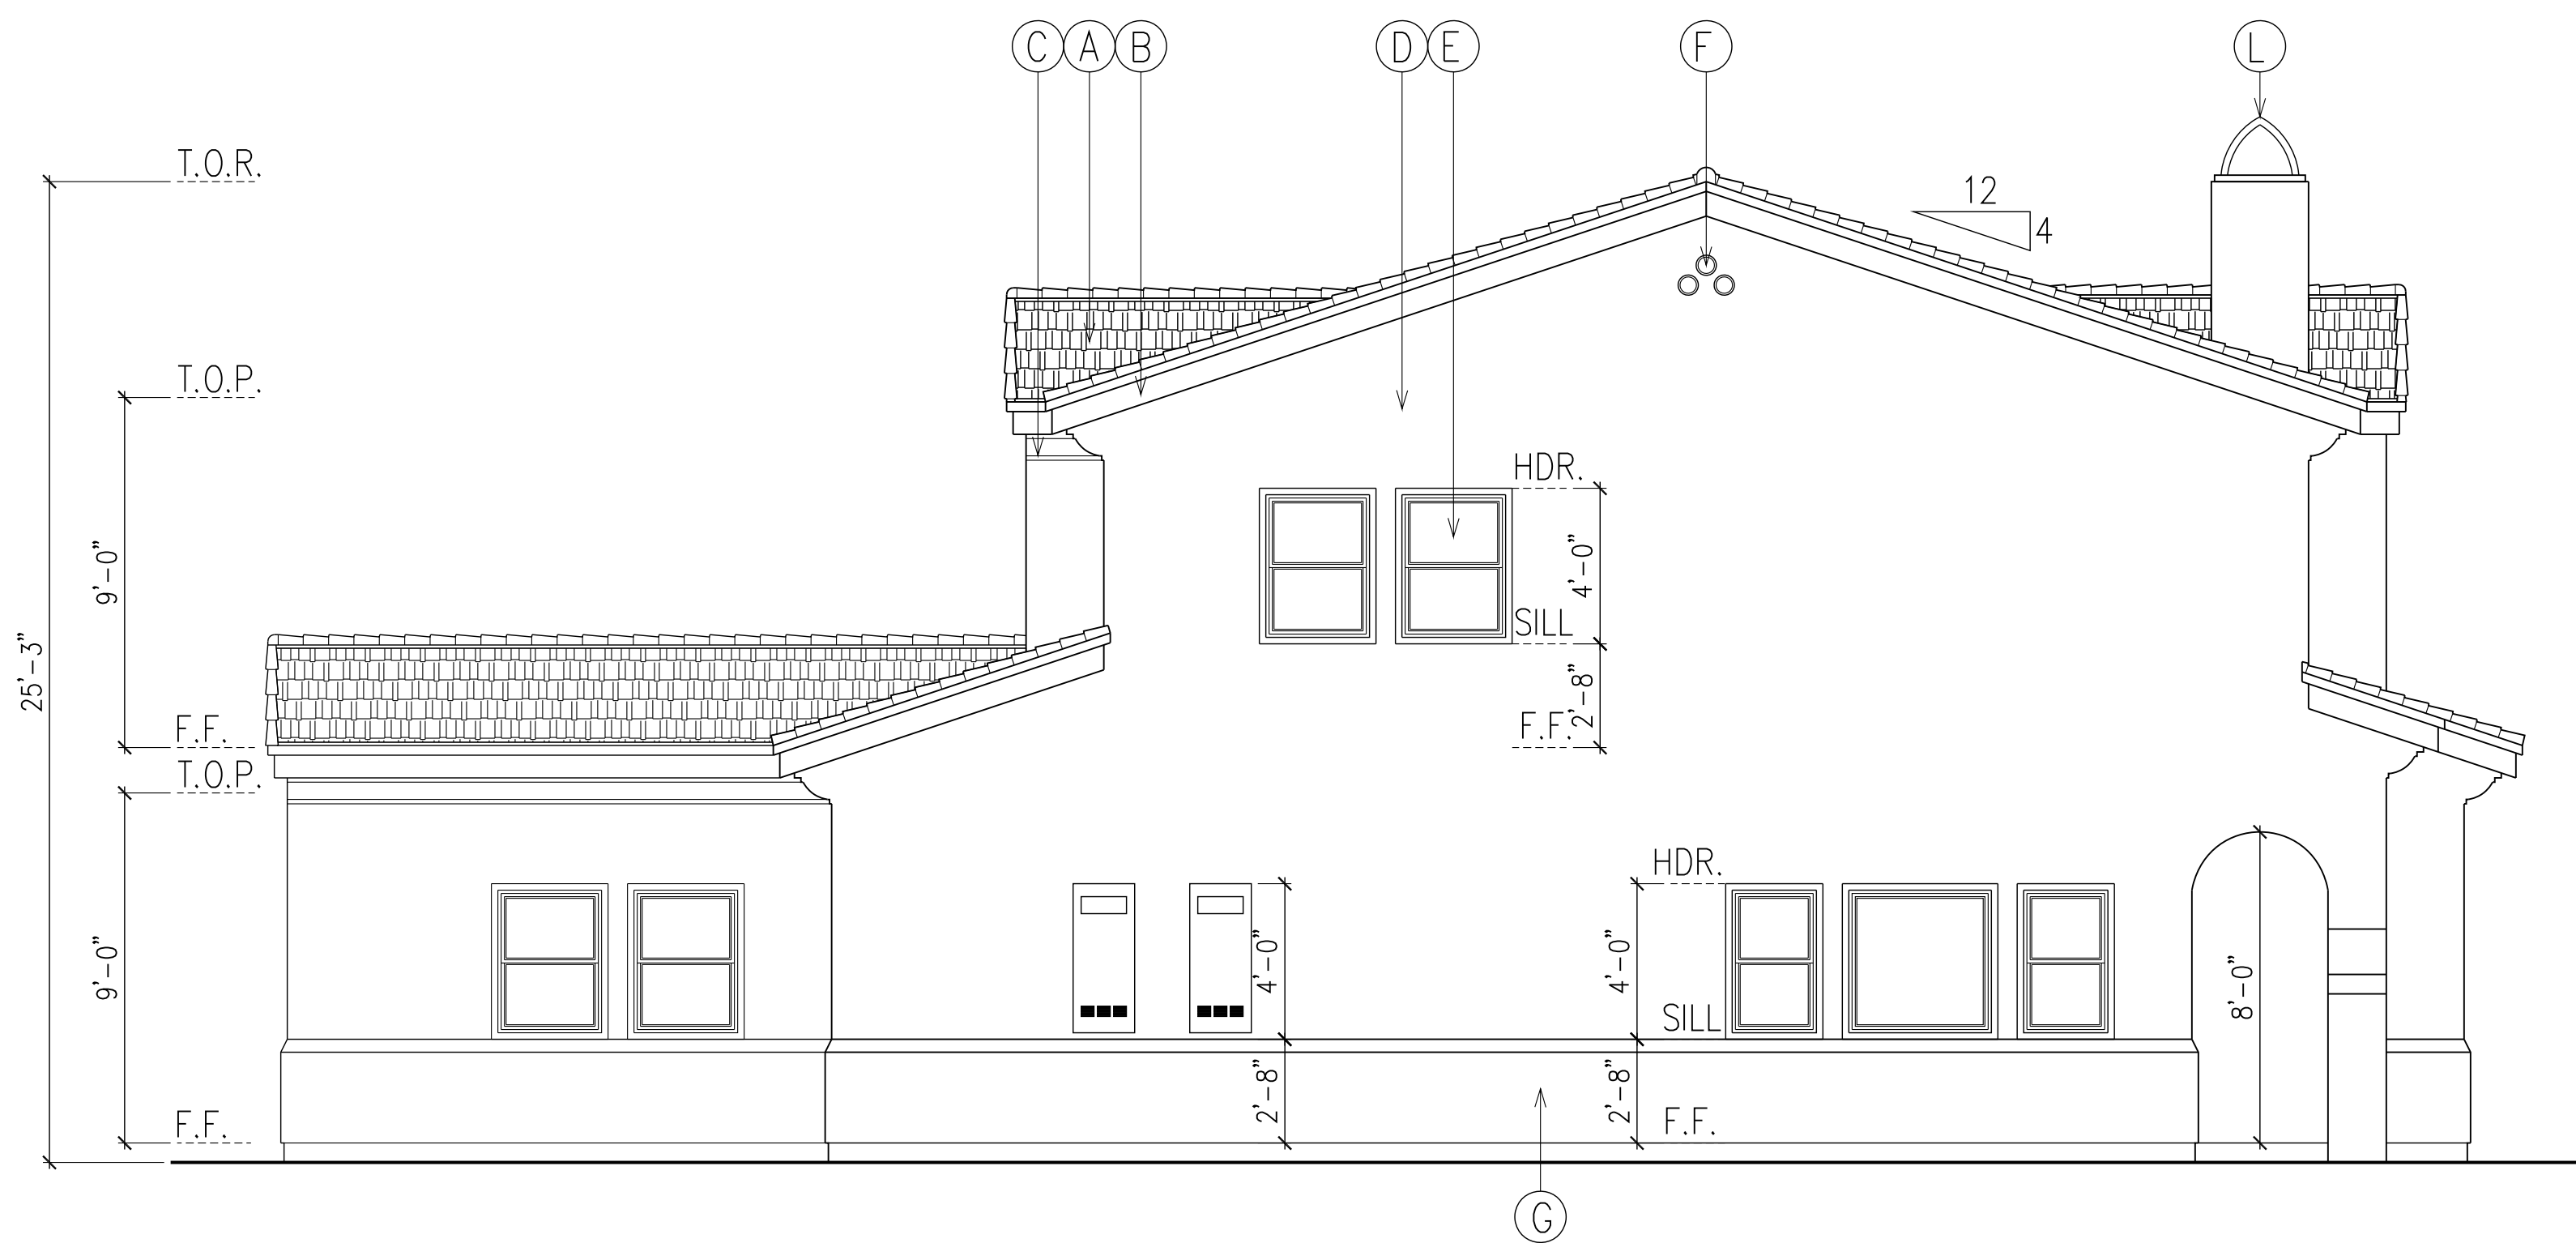 C A B D E F L
T.O.R.
12
4
T.O.P.
HDR.
9'-0"
4'-0"
SILL
25'-3"
2'-8"
F.F.
F.F.
T.O.P.
HDR.
9'-0"
4'-0"
4'-0"
8'-0"
SILL
2'-8"
2'-8"
F.F.
F.F.
G